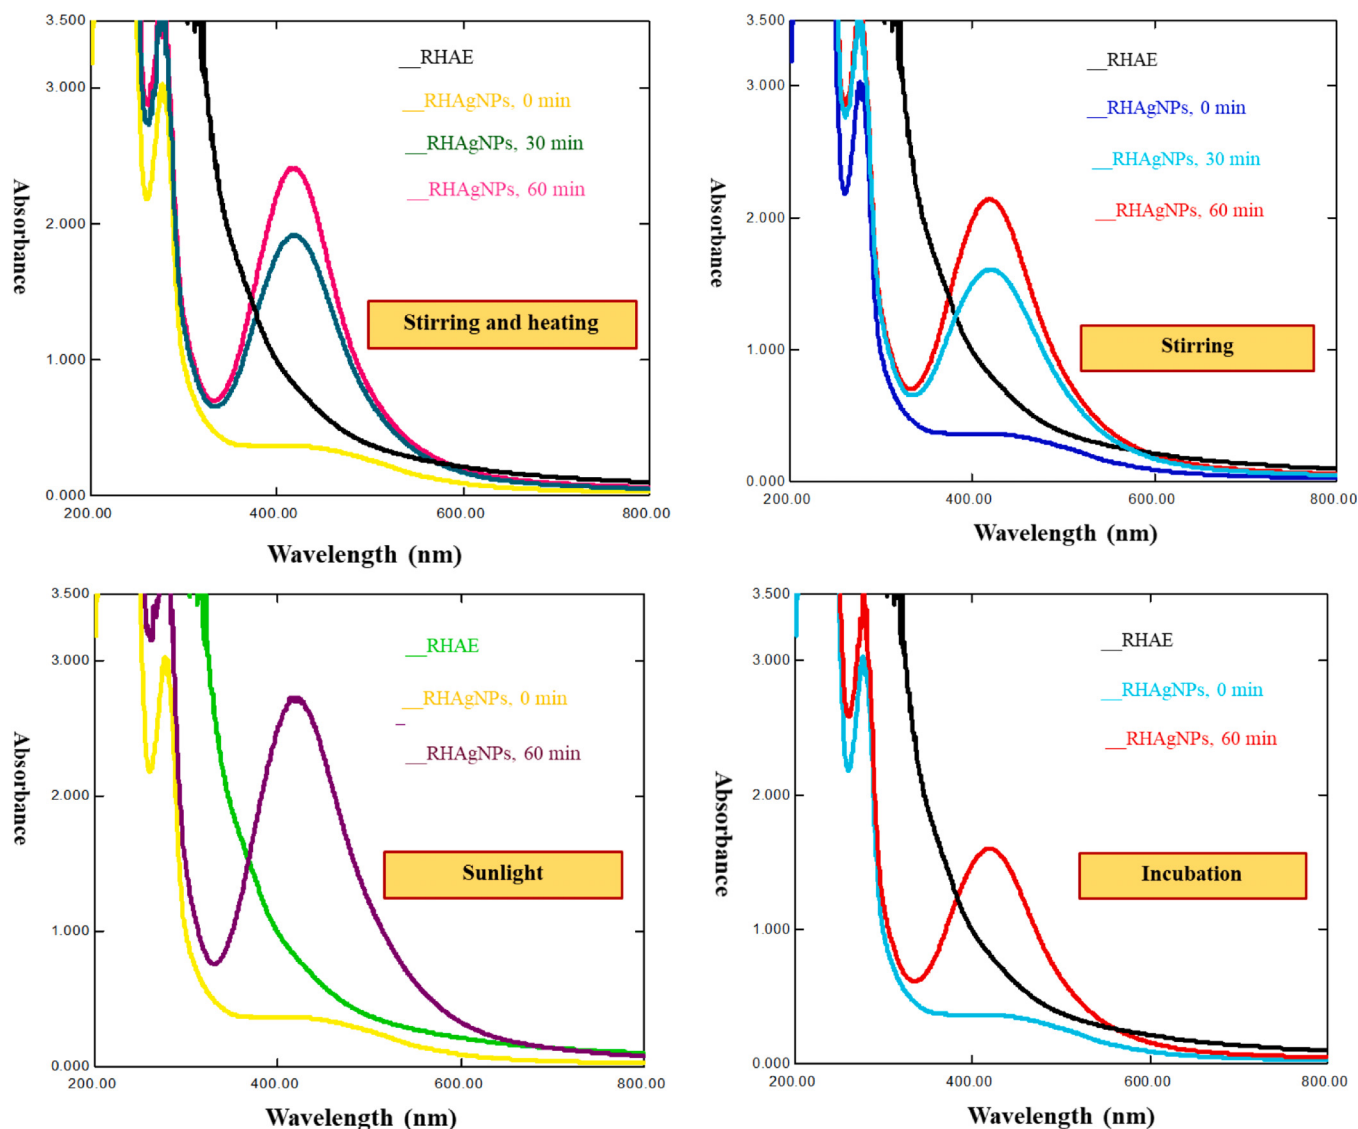 3.500
3.000
2.000
1.000
0.000
200.00
400.00
600.00
800.00
Absorbance
Wavelength (nm)
__RHAE
__RHAgNPs, 0 min
__RHAgNPs, 30 min
__RHAgNPs, 60 min
Stirring and heating
3.500
3.000
2.000
1.000
0.000
200.00
400.00
600.00
800.00
Absorbance
Wavelength (nm)
__RHAE
__RHAgNPs, 0 min
__RHAgNPs, 30 min
__RHAgNPs, 60 min
Stirring
3.500
3.000
2.000
1.000
0.000
200.00
400.00
600.00
800.00
Absorbance
Wavelength (nm)
__RHAE
__RHAgNPs, 0 min
_
__RHAgNPs, 60 min
Sunlight
3.500
3.000
2.000
1.000
0.000
200.00
400.00
600.00
800.00
Absorbance
Wavelength (nm)
__RHAE
__RHAgNPs, 0 min
__RHAgNPs, 60 min
Incubation